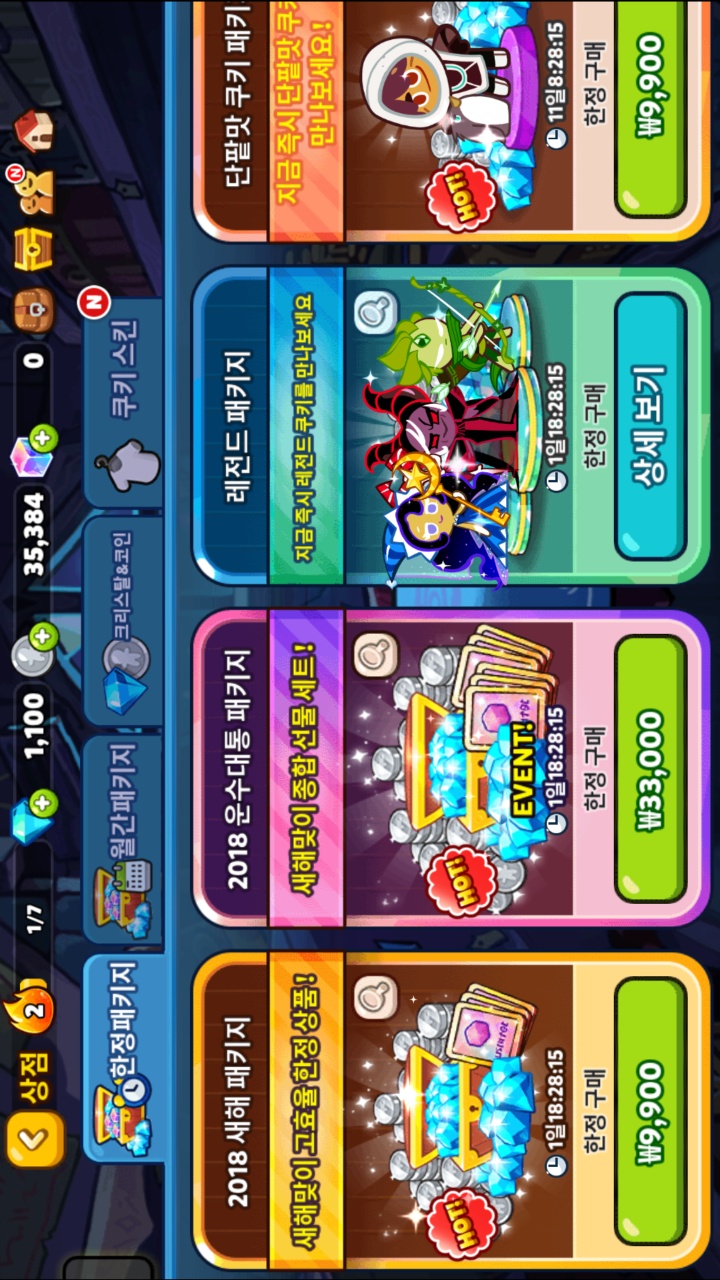 상점
2
1/7
1,100
35,384
0
N
한정패키지
월간패키지
크리스탈&코인
쿠키 스킨
N
2018 새해 패키지
새해맞이 고효율 한정 상품!
HOT!
1일18:28:15
한정 구매
₩9,900
2018 운수대통 패키지
새해맞이 종합 선물 세트!
HOT!
EVENT!
1일18:28:15
한정 구매
₩33,000
레전드 패키지
지금 즉시 레전드 쿠키를 만나보세요
1일18:28:15
한정 구매
상세 보기
단팥맛 쿠키 패키
지금 즉시 단팥맛 쿠키
만나보세요!
HOT!
11일8:28:15
한정 구매
₩9,900